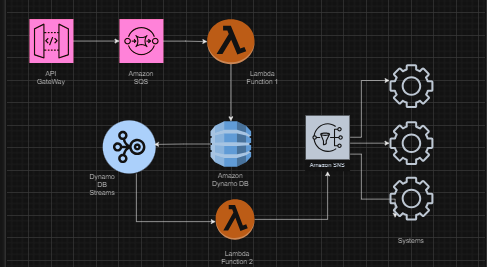 API
GateWay
Amazon
SQS
Lambda
Function 1
Dynamo
DB
Streams
Amazon
Dynamo DB
Amazon SNS
Lambda
Function 2
Systems